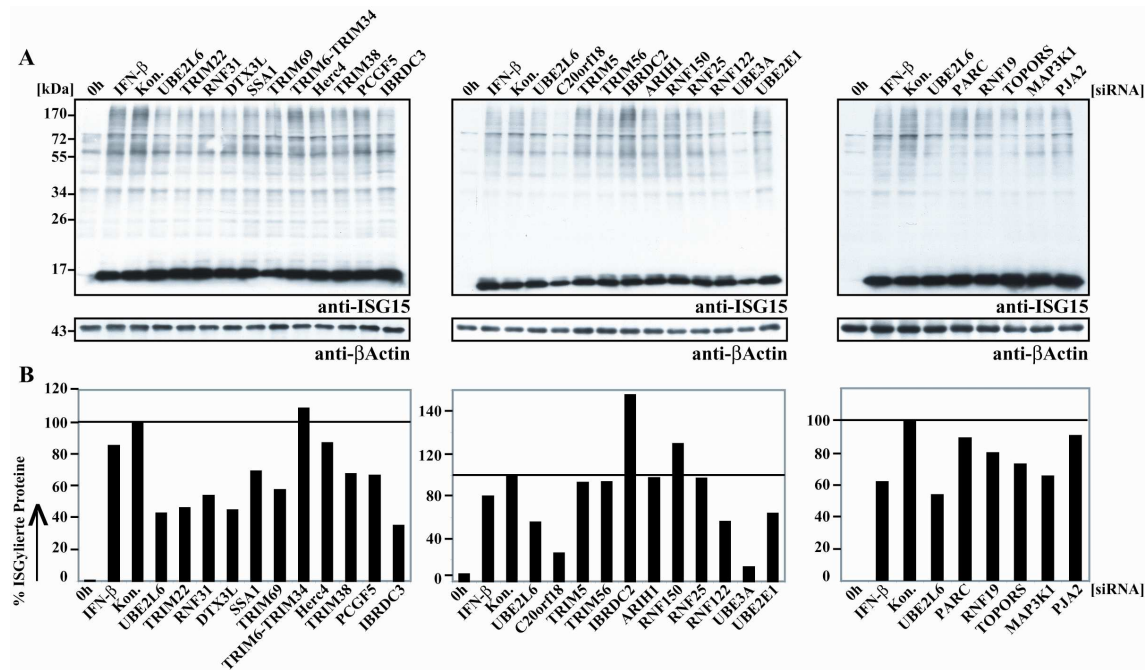 A
[kDa]
0h
IFN-β
Kon.
UBE2L6
TRIM22
RNF31
DTX3L
SSA1
TRIM69
TRIM6-TRIM34
Herc4
TRIM38
PCGF5
IBRDC3
170
72
55
34
26
17
anti-ISG15
43
anti-βActin
0h
IFN-β
Kon.
UBE2L6
C20orf18
TRIM5
TRIM56
IBRDC2
ARIH1
RNF150
RNF25
RNF122
UBE3A
UBE2E1
anti-ISG15
anti-βActin
0h
IFN-β
Kon.
UBE2L6
PARC
RNF19
TOPORS
MAP3K1
PJA2
[siRNA]
anti-ISG15
anti-βActin
B
% ISGylierte Proteine
120
100
80
60
40
20
0
0h
IFN-β
Kon.
UBE2L6
TRIM22
RNF31
DTX3L
SSA1
TRIM69
TRIM6-TRIM34
Herc4
TRIM38
PCGF5
IBRDC3
140
120
100
80
40
0
0h
IFN-β
Kon.
UBE2L6
C20orf18
TRIM5
TRIM56
IBRDC2
ARIH1
RNF150
RNF25
RNF122
UBE3A
UBE2E1
100
80
60
40
20
0
0h
IFN-β
Kon.
UBE2L6
PARC
RNF19
TOPORS
MAP3K1
PJA2
[siRNA]